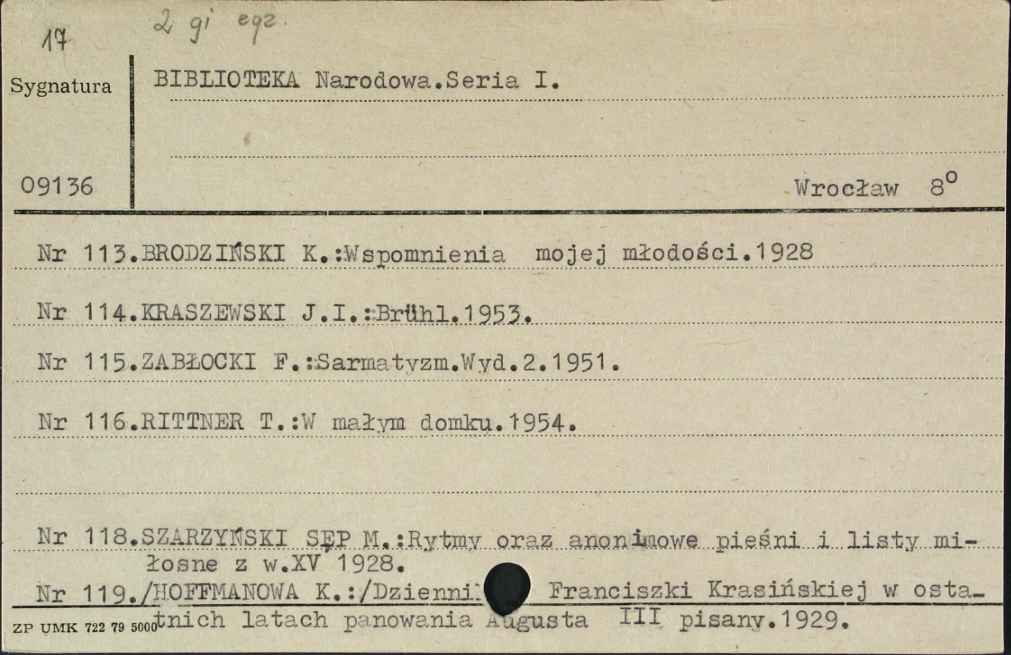 17
2 gi egz.
Sygnatura
BIBLIOTEKA Narodowa.Seria I.
09136
Wrocław 8°
Nr 113.BRODZIŃSKI K.:Wspomnienia mojej młodości.1928
Nr 114.KRASZEWSKI J.I.:Brühl.1953.
Nr 115.ZABŁOCKI F.:Sarmatyzm.Wyd.2.1951.
Nr 116.RITTNER T.:W małym domku.1954.
Nr 118.SZARZYŃSKI SĘP M.:Rytmy oraz anonimowe pieśni i listy mi-
łosne z w.XV 1928.
Nr 119./HOFFMANOWA K.:/Dzienni Franciszki Krasińskiej w osta-
tnich latach panowania Augusta III pisany.1929.
ZP UMK 722 79 5000